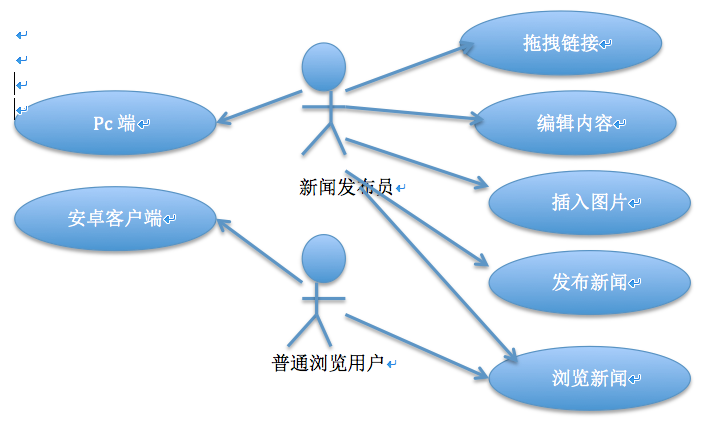 拖拽链接
Pc 端
编辑内容
新闻发布员
插入图片
安卓客户端
发布新闻
普通浏览用户
浏览新闻